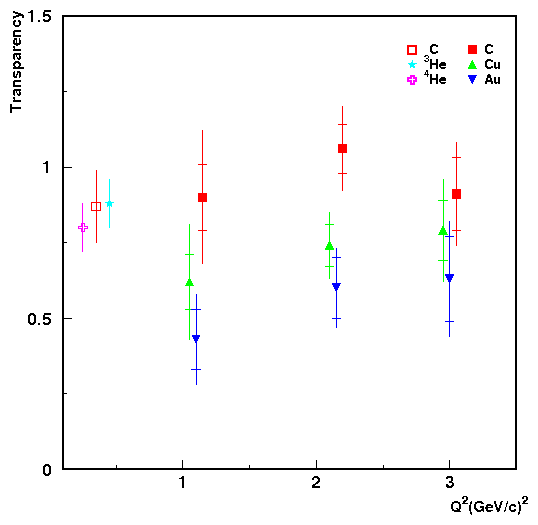 Transparency
1.5
1
0.5
0
C
³He
⁴He
C
Cu
Au
1
2
3
Q²(GeV/c)²